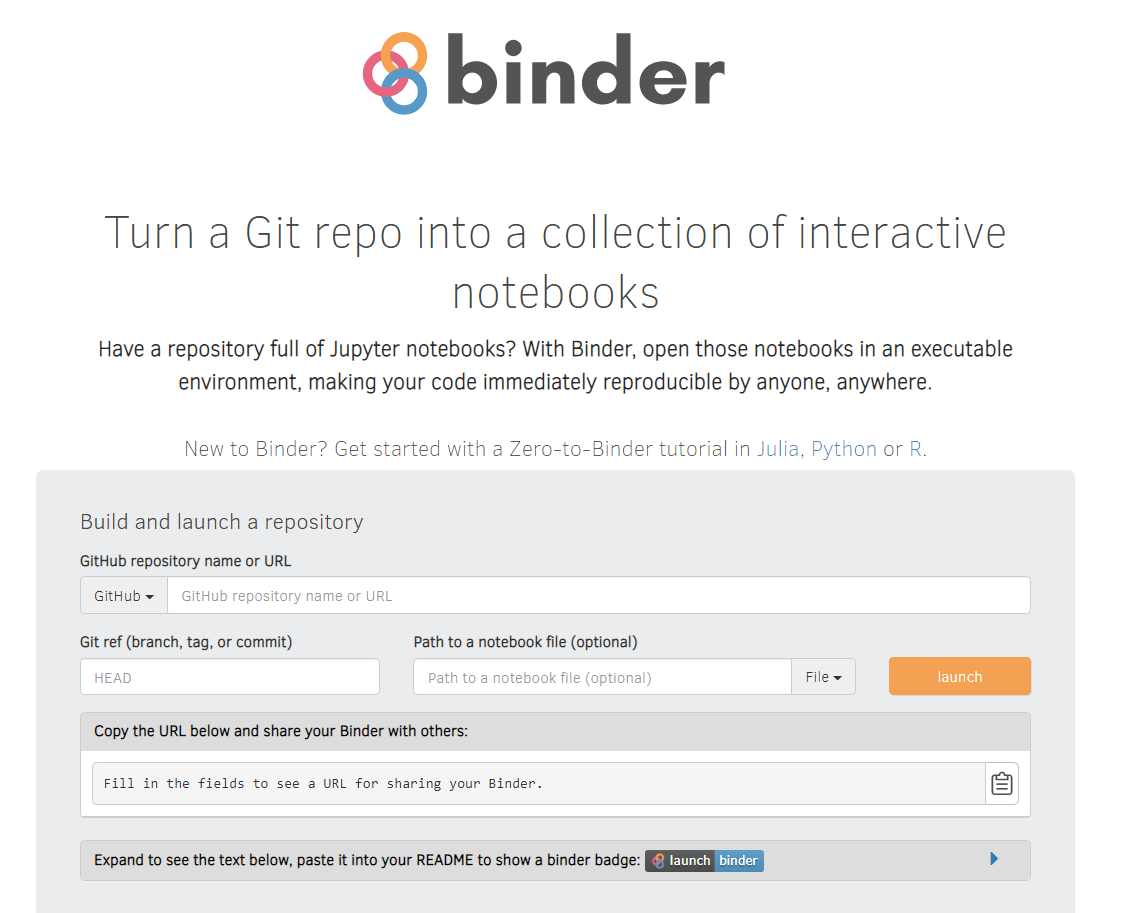 binder
Turn a Git repo into a collection of interactive
notebooks
Have a repository full of Jupyter notebooks? With Binder, open those notebooks in an executable
environment, making your code immediately reproducible by anyone, anywhere.
New to Binder? Get started with a Zero-to-Binder tutorial in Julia, Python or R.
Build and launch a repository
GitHub repository name or URL
GitHub GitHub repository name or URL
Git ref (branch, tag, or commit) Path to a notebook file (optional)
HEAD Path to a notebook file (optional) File launch
Copy the URL below and share your Binder with others:
Fill in the fields to see a URL for sharing your Binder.
Expand to see the text below, paste it into your README to show a binder badge: launch binder